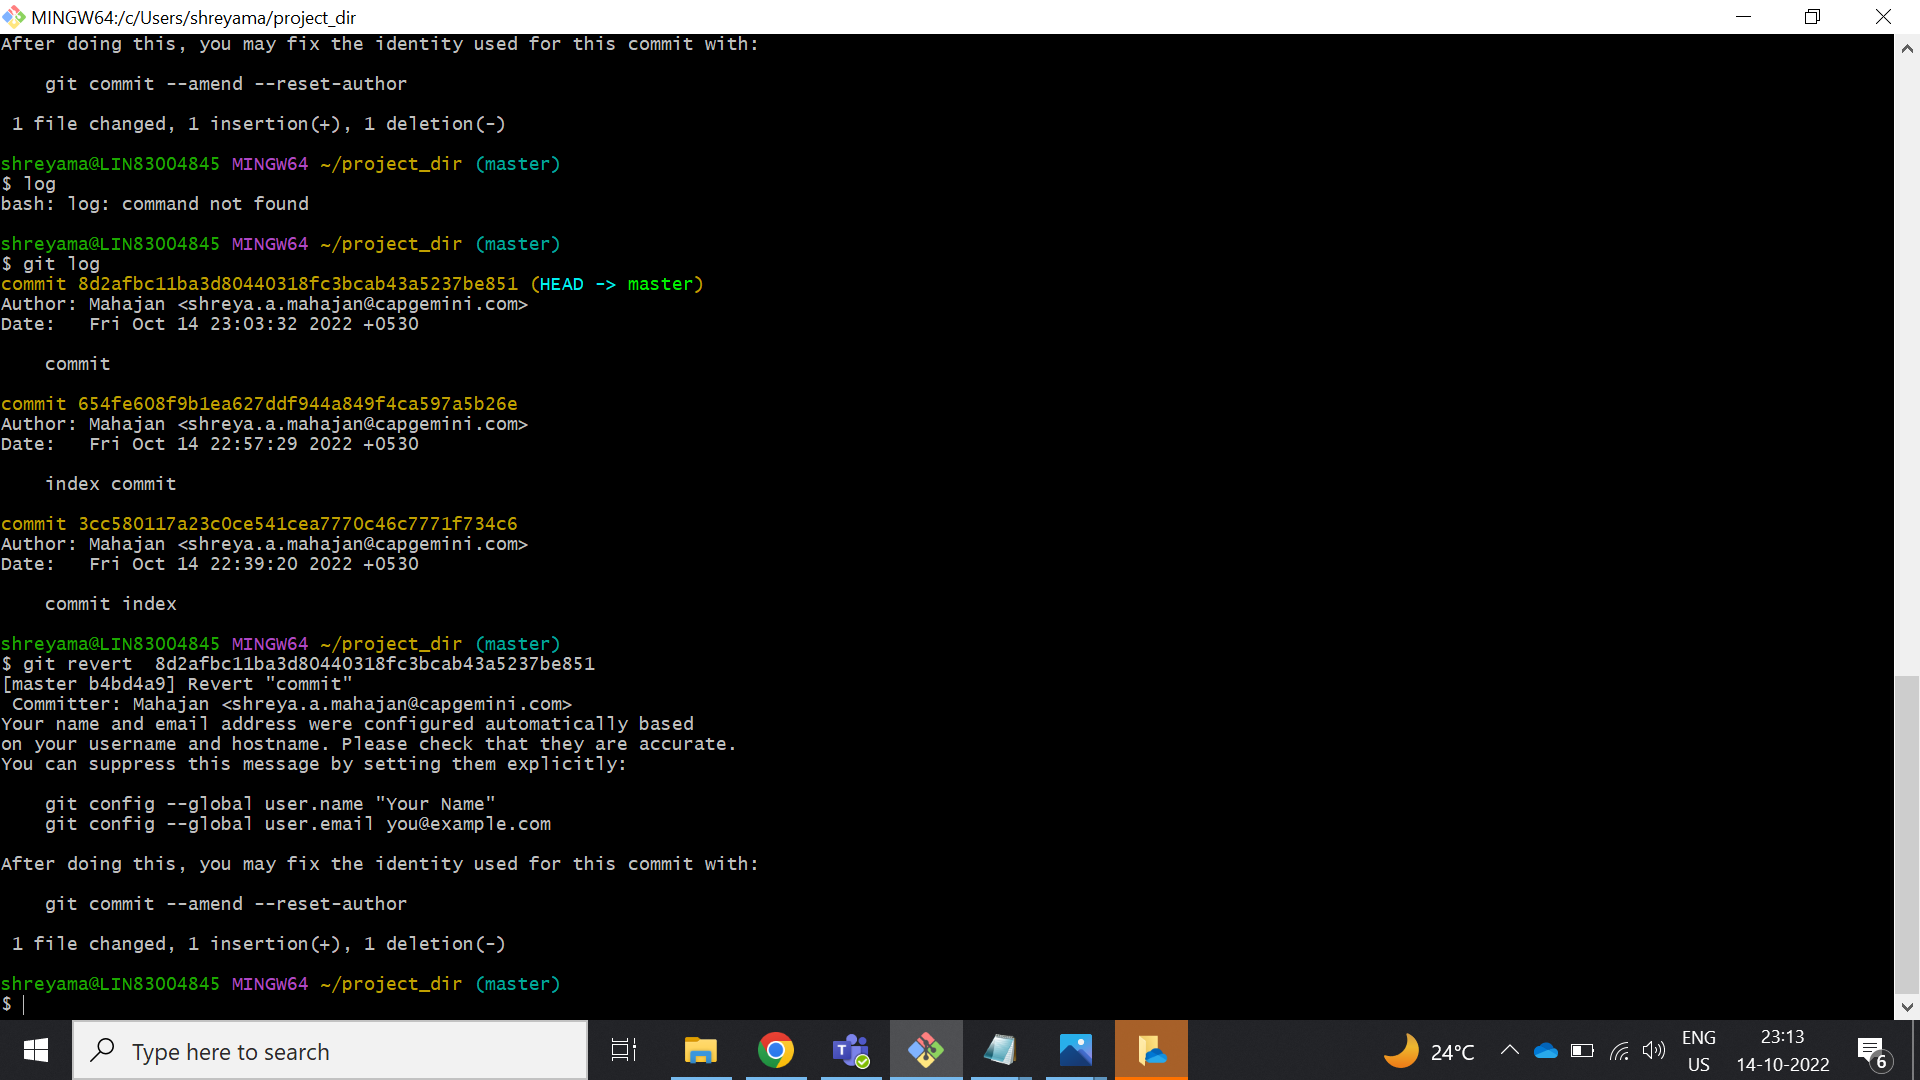 MINGW64:/c/Users/shreyama/project_dir
After doing this, you may fix the identity used for this commit with:
git commit --amend --reset-author
1 file changed, 1 insertion(+), 1 deletion(-)
shreyama@LIN83004845 MINGW64 ~/project_dir (master)
$ log
bash: log: command not found
shreyama@LIN83004845 MINGW64 ~/project_dir (master)
$ git log
commit 8d2afbc11ba3d80440318fc3bcab43a5237be851 (HEAD -> master)
Author: Mahajan <shreya.a.mahajan@capgemini.com>
Date:   Fri Oct 14 23:03:32 2022 +0530
commit
commit 654fe608f9b1ea627ddf944a849f4ca597a5b26e
Author: Mahajan <shreya.a.mahajan@capgemini.com>
Date:   Fri Oct 14 22:57:29 2022 +0530
index commit
commit 3cc580117a23c0ce541cea7770c46c7771f734c6
Author: Mahajan <shreya.a.mahajan@capgemini.com>
Date:   Fri Oct 14 22:39:20 2022 +0530
commit index
shreyama@LIN83004845 MINGW64 ~/project_dir (master)
$ git revert  8d2afbc11ba3d80440318fc3bcab43a5237be851
[master b4bd4a9] Revert "commit"
Committer: Mahajan <shreya.a.mahajan@capgemini.com>
Your name and email address were configured automatically based
on your username and hostname. Please check that they are accurate.
You can suppress this message by setting them explicitly:
git config --global user.name "Your Name"
git config --global user.email you@example.com
After doing this, you may fix the identity used for this commit with:
git commit --amend --reset-author
1 file changed, 1 insertion(+), 1 deletion(-)
shreyama@LIN83004845 MINGW64 ~/project_dir (master)
$
Type here to search
T
24°C
ENG
US
23:13
14-10-2022
6